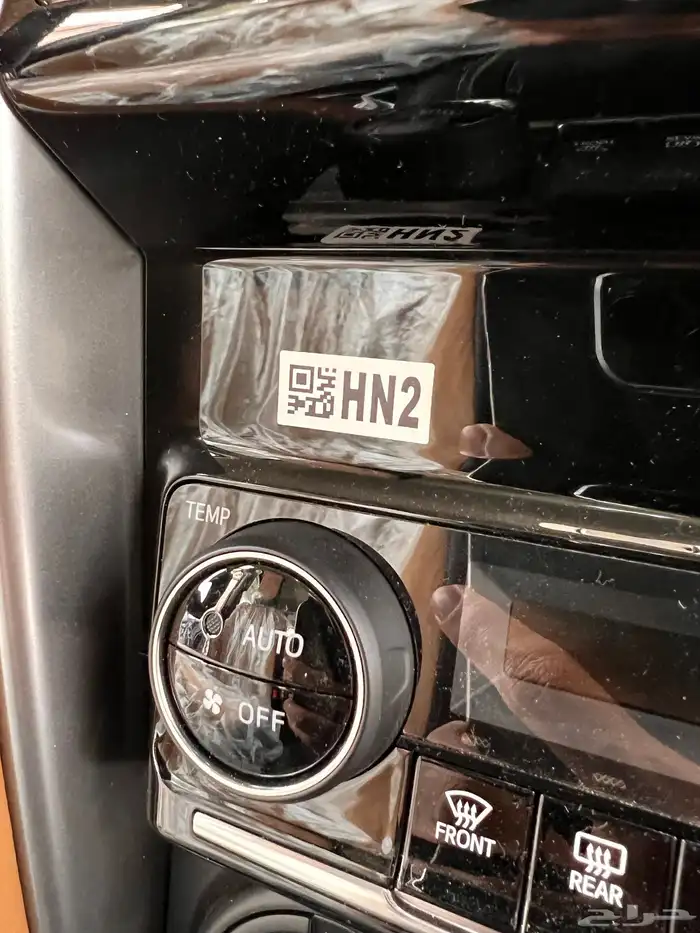 HN2
TEMP
AUTO
OFF
FRONT
REAR
حراج